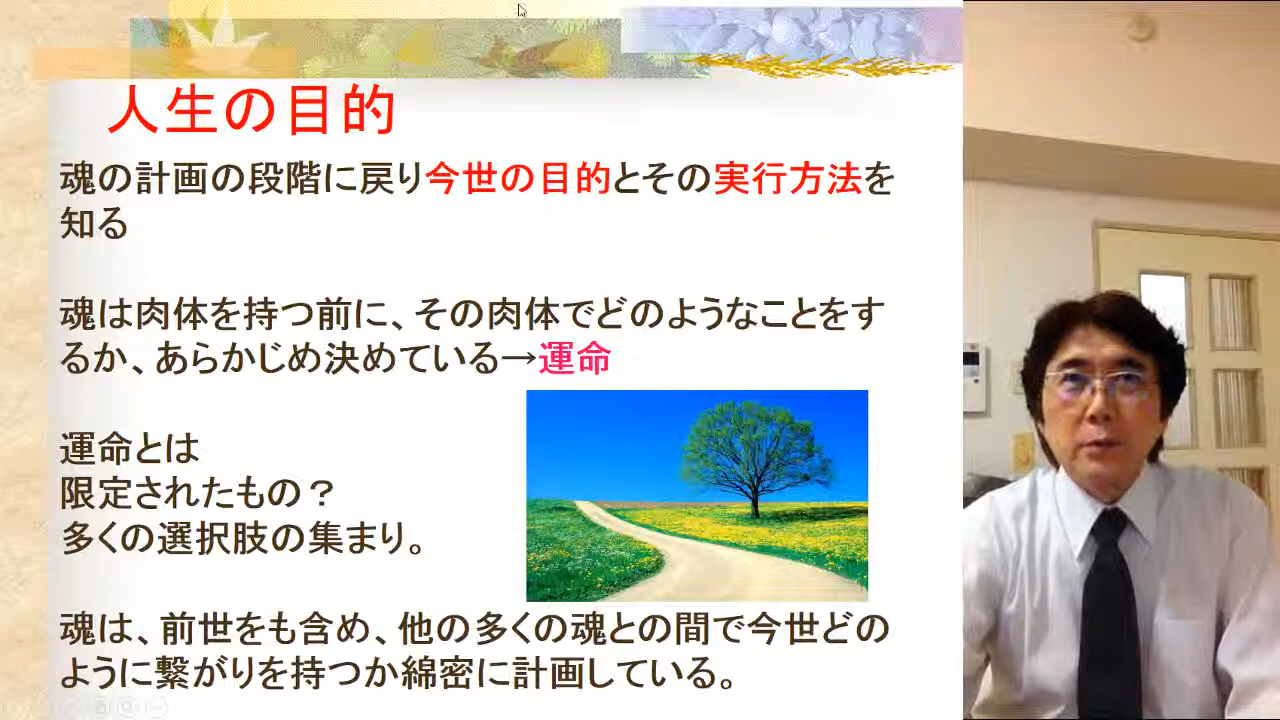 人生の目的
魂の計画の段階に戻り今世の目的とその実行方法を
知る
魂は肉体を持つ前に、その肉体でどのようなことをす
るか、あらかじめ決めている→運命
運命とは
限定されたもの？
多くの選択肢の集まり。
魂は、前世をも含め、他の多くの魂との間で今世どの
ように繋がりを持つか綿密に計画している。